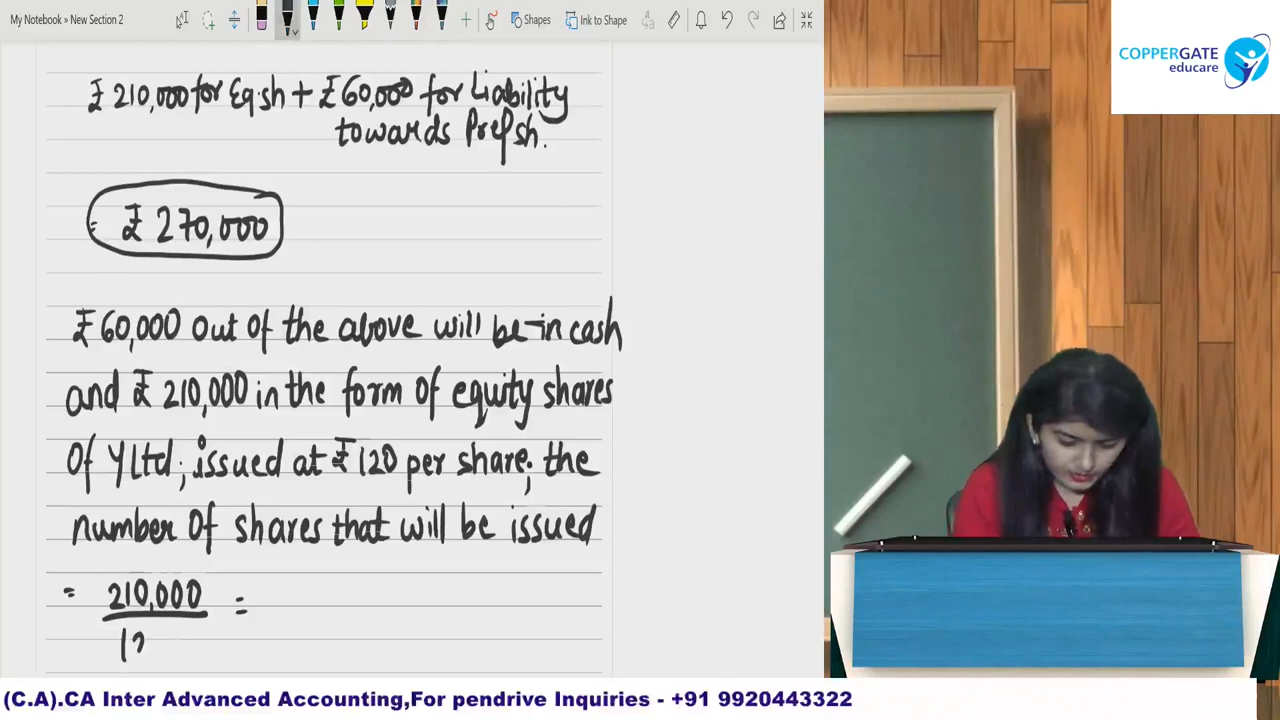 My Notebook » New Section 2
Shapes
Ink to Shape
COPPERGATE
educare
₹ 210,000 for Eq.sh + ₹ 60,000 for Liability
towards Pref sh.
= ₹ 270,000
₹ 60,000 out of the above will be in cash
and ₹ 210,000 in the form of equity shares
of Y Ltd; issued at ₹ 120 per share; the
number of shares that will be issued
= 210,000 =
12
(C.A).CA Inter Advanced Accounting,For pendrive Inquiries - +91 9920443322